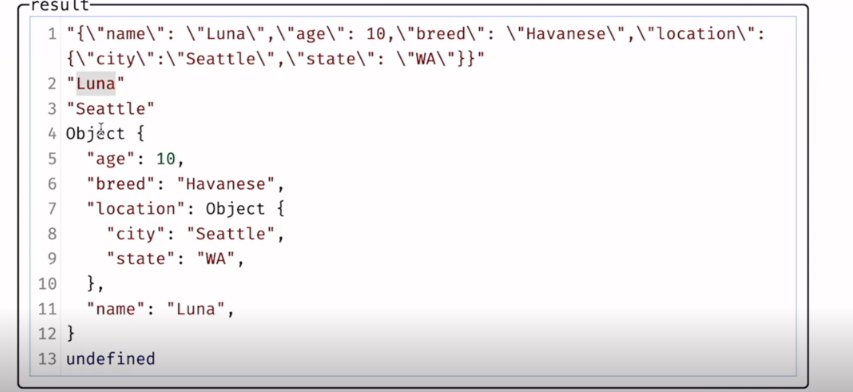 result
1 "{\"name\": \"Luna\",\"age\": 10,\"breed\": \"Havanese\",\"location\":
{\"city\":\"Seattle\",\"state\": \"WA\"}}"
2 "Luna"
3 "Seattle"
4 Object {
5   "age": 10,
6   "breed": "Havanese",
7   "location": Object {
8     "city": "Seattle",
9     "state": "WA",
10   },
11   "name": "Luna",
12 }
13 undefined